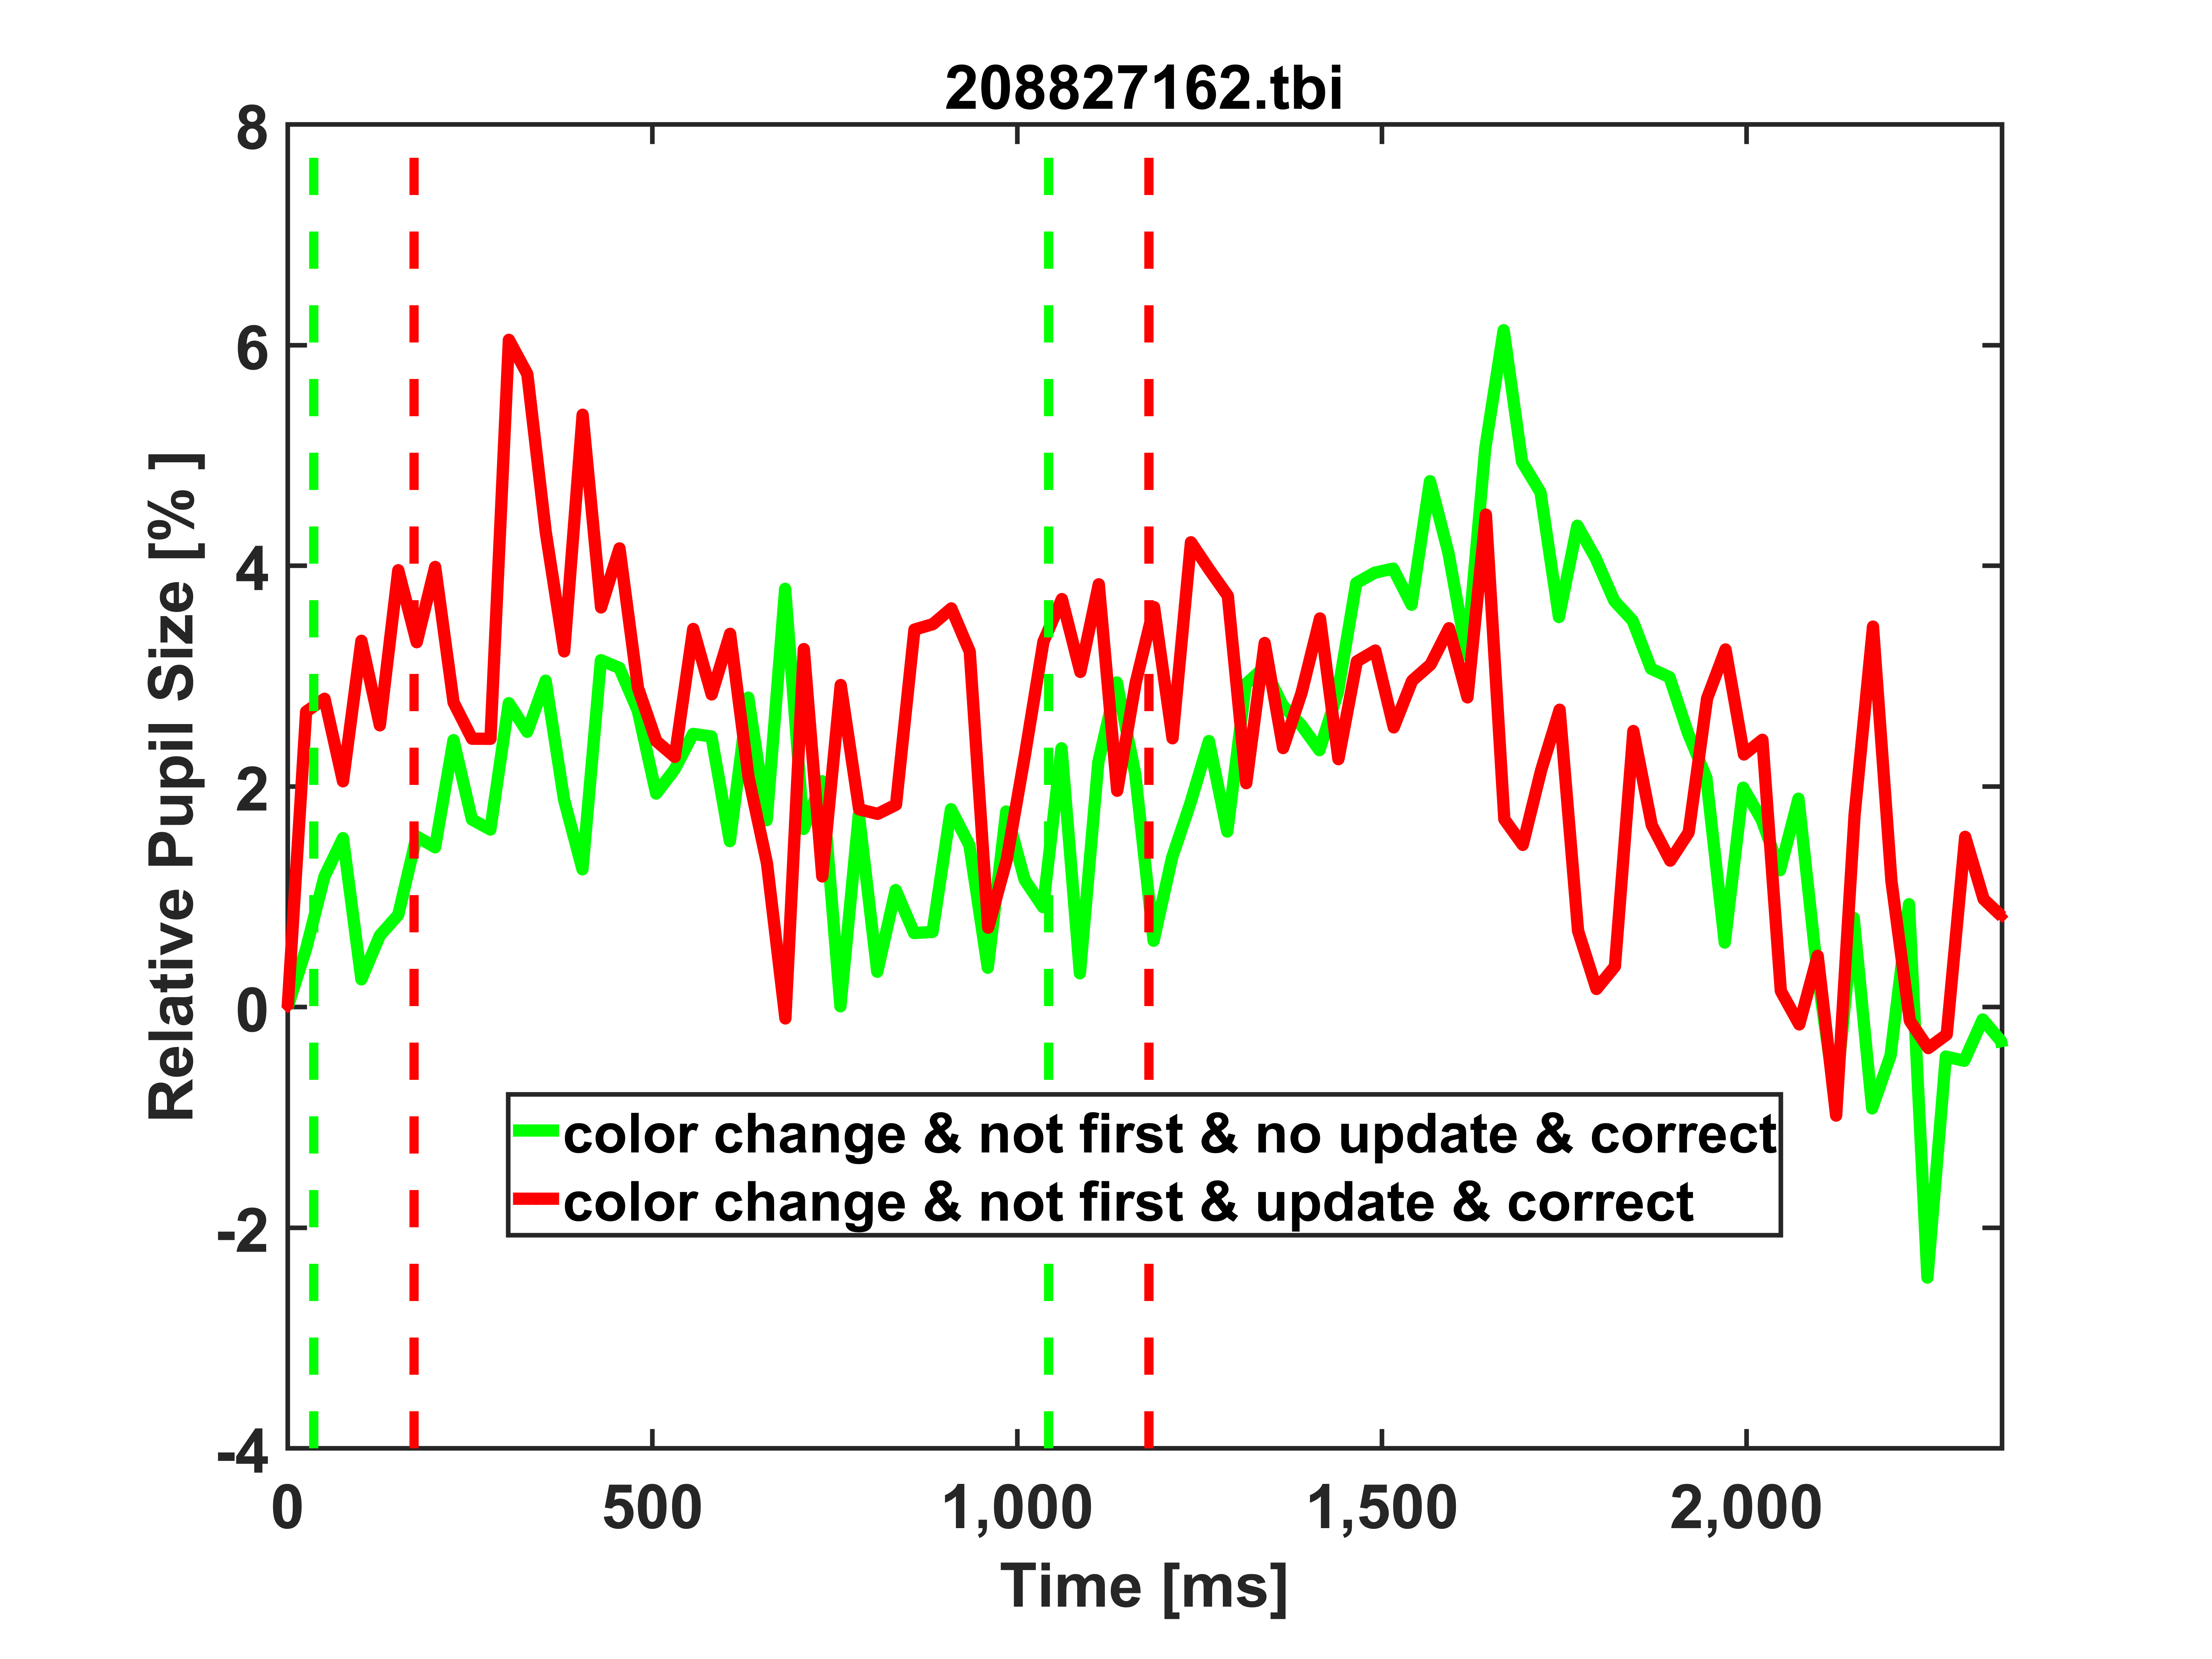 208827162.tbi
8
6
4
2
0
-2
-4
Relative Pupil Size [% ]
color change & not first & no update & correct
color change & not first & update & correct
0 500 1,000 1,500 2,000
Time [ms]